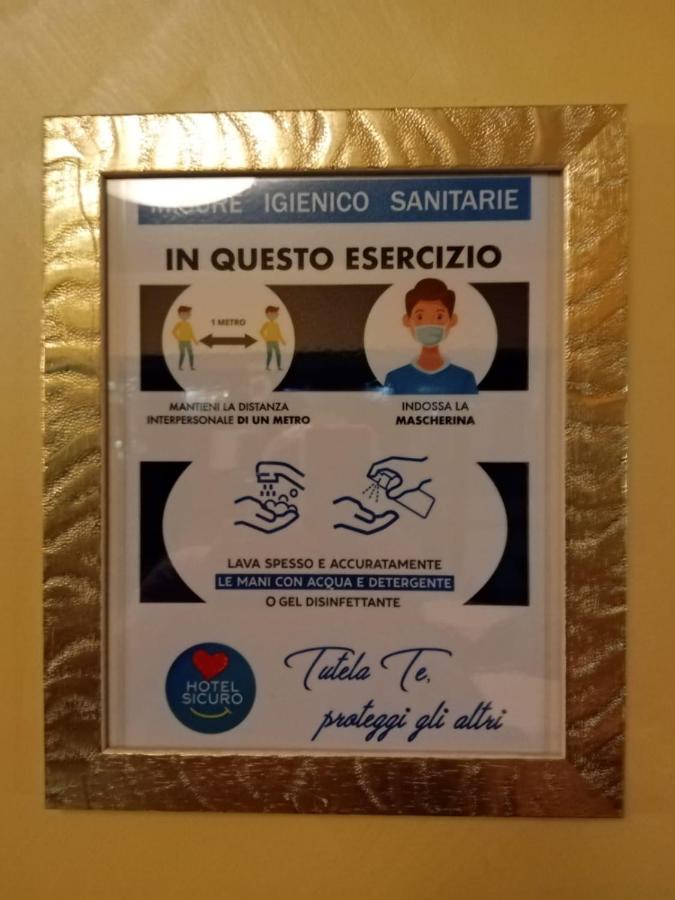 MISURE IGIENICO SANITARIE
IN QUESTO ESERCIZIO
1 METRO
MANTIENI LA DISTANZA
INTERPERSONALE DI UN METRO
INDOSSA LA
MASCHERINA
LAVA SPESSO E ACCURATAMENTE
LE MANI CON ACQUA E DETERGENTE
O GEL DISINFETTANTE
HOTEL
SICURO
Tutela Te,
proteggi gli altri